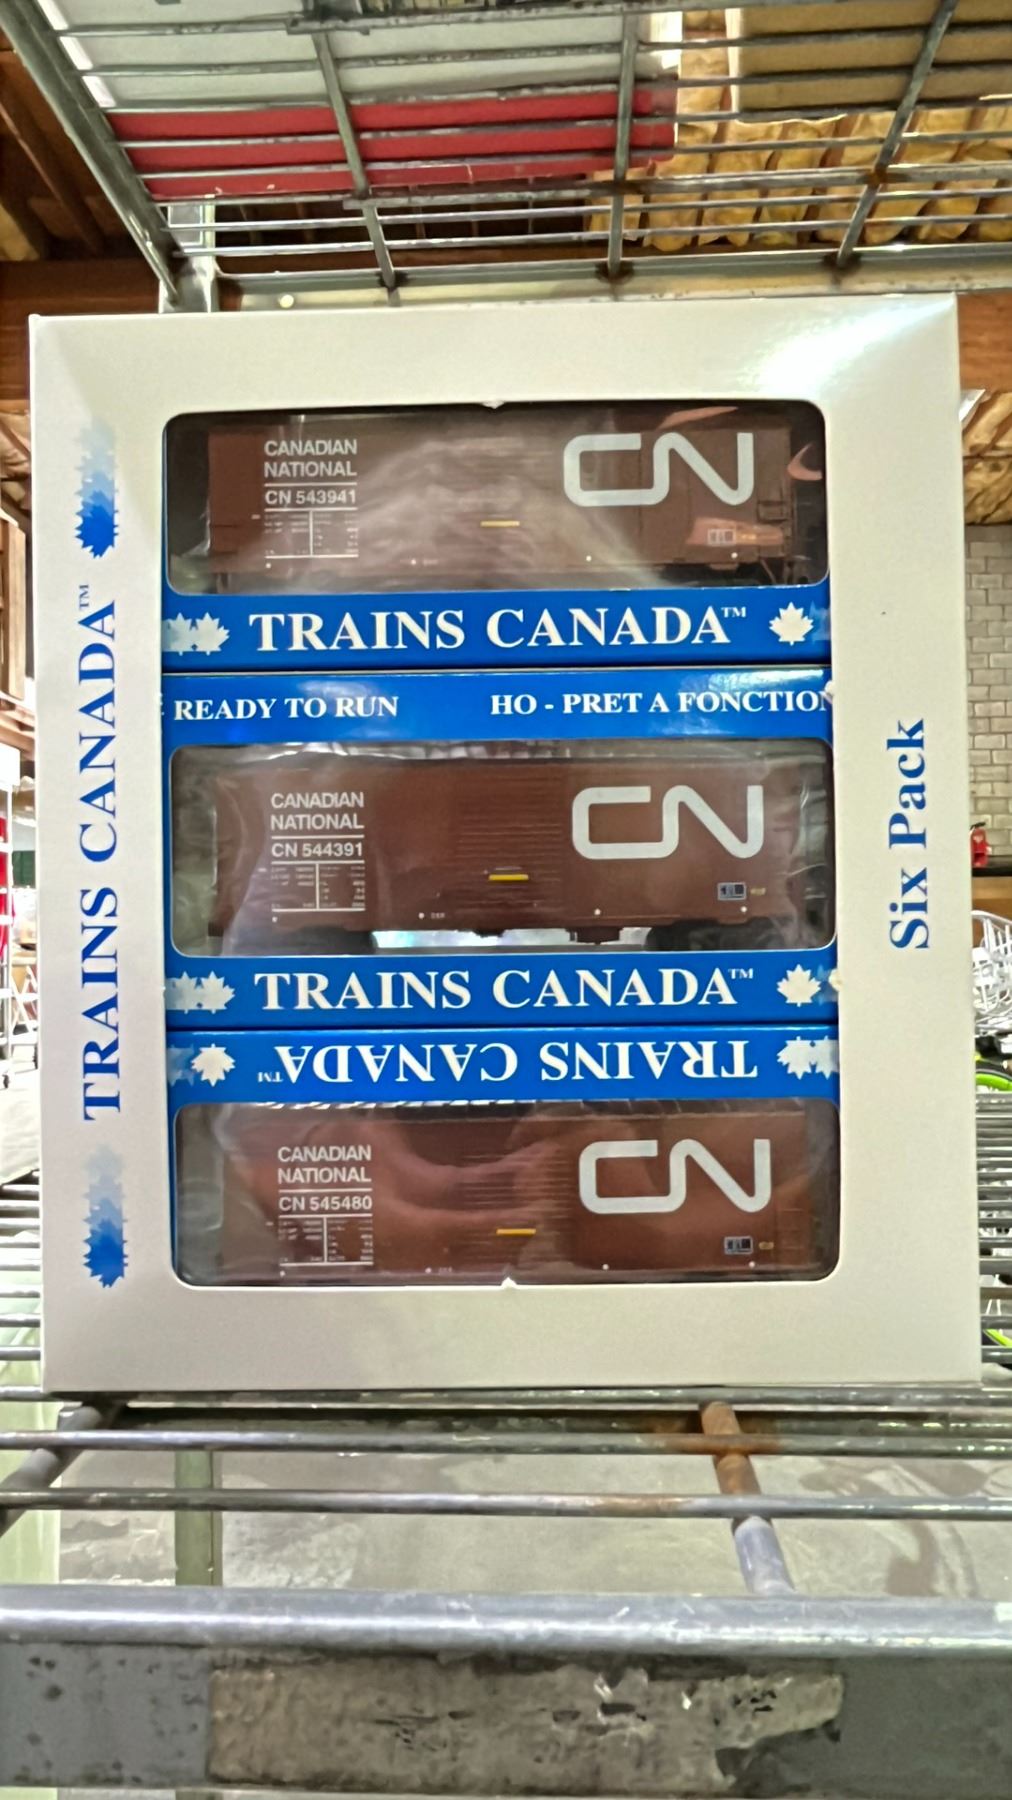 TRAINS CANADA™
CANADIAN
NATIONAL
CN 543941
CN
TRAINS CANADA™
READY TO RUN
HO - PRET A FONCTION
CANADIAN
NATIONAL
CN 544391
CN
TRAINS CANADA™
TRAINS CANADA™
CANADIAN
NATIONAL
CN 545480
CN
Six Pack